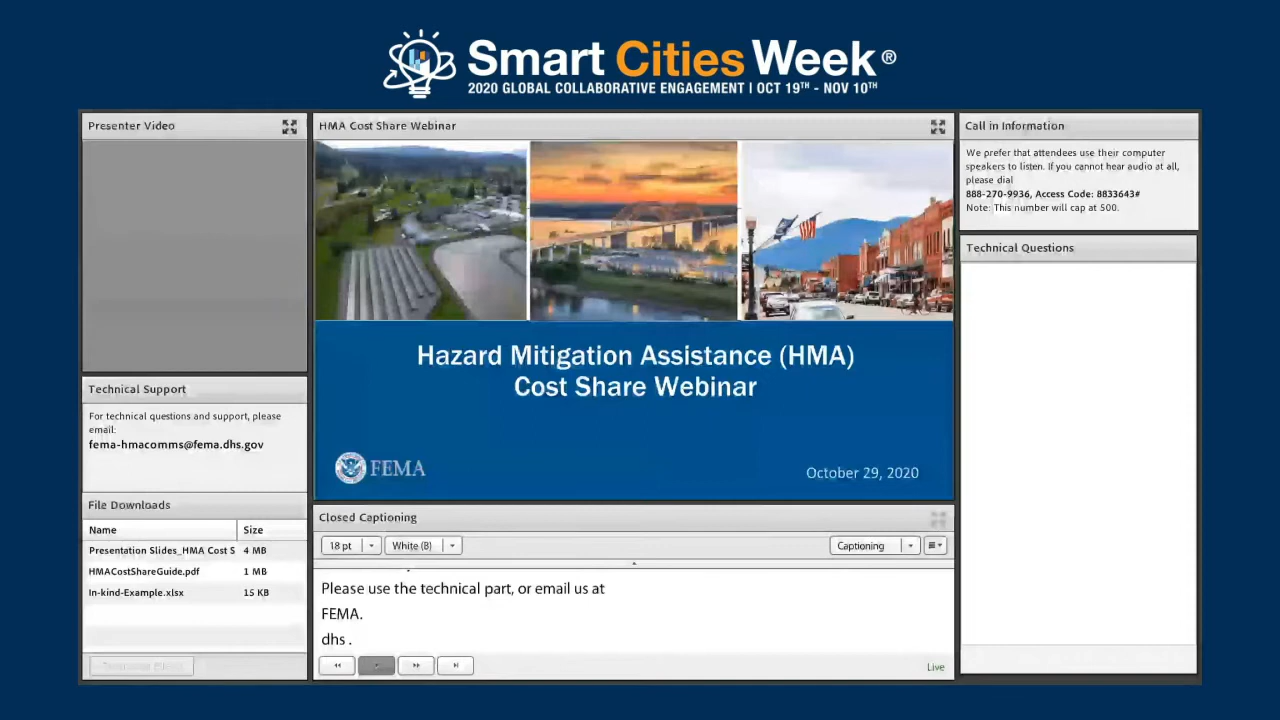 Smart Cities Week®
2020 GLOBAL COLLABORATIVE ENGAGEMENT | OCT 19TH - NOV 10TH
Presenter Video
HMA Cost Share Webinar
Call in Information
We prefer that attendees use their computer
speakers to listen. If you cannot hear audio at all,
please dial
888-270-9936, Access Code: 8833643#
Note: This number will cap at 500.
Technical Questions
Hazard Mitigation Assistance (HMA)
Cost Share Webinar
FEMA
October 29, 2020
Technical Support
For technical questions and support, please
email:
fema-hmacomms@fema.dhs.gov
File Downloads
Name Size
Presentation Slides_HMA Cost S 4 MB
HMACostShareGuide.pdf 1 MB
In-kind-Example.xlsx 15 KB
Closed Captioning
18 pt White (B) Captioning
Please use the technical part, or email us at
FEMA.
dhs .
Live